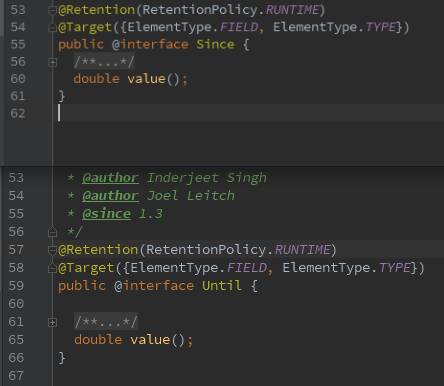 53 @Retention(RetentionPolicy.RUNTIME)
54 @Target({ElementType.FIELD, ElementType.TYPE})
55 public @interface Since {
56 /**...*/
60 double value();
61 }
62
53 * @author Inderjeet Singh
54 * @author Joel Leitch
55 * @since 1.3
56 */
57 @Retention(RetentionPolicy.RUNTIME)
58 @Target({ElementType.FIELD, ElementType.TYPE})
59 public @interface Until {
60
61 /**...*/
65 double value();
66 }
67